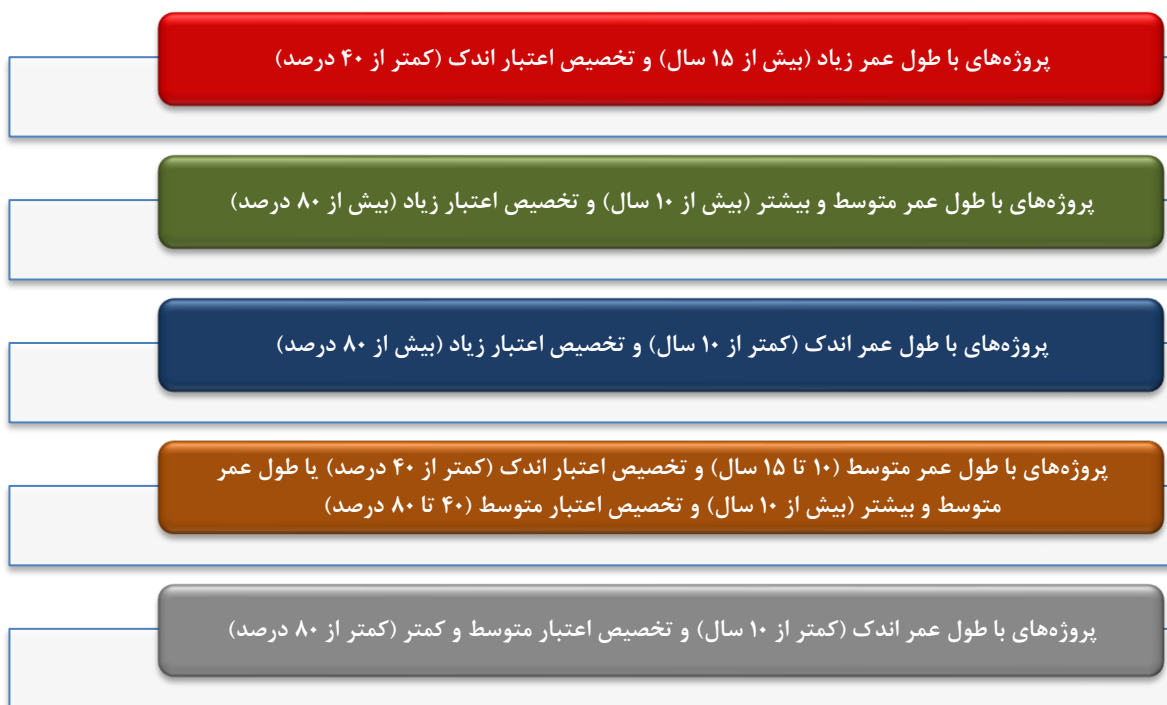 پروژه‌های با طول عمر زیاد (بیش از ۱۵ سال) و تخصیص اعتبار اندک (کمتر از ۴۰ درصد)
پروژه‌های با طول عمر متوسط و بیشتر (بیش از ۱۰ سال) و تخصیص اعتبار زیاد (بیش از ۸۰ درصد)
پروژه‌های با طول عمر اندک (کمتر از ۱۰ سال) و تخصیص اعتبار زیاد (بیش از ۸۰ درصد)
پروژه‌های با طول عمر متوسط (۱۰ تا ۱۵ سال) و تخصیص اعتبار اندک (کمتر از ۴۰ درصد) یا طول عمر
متوسط و بیشتر (بیش از ۱۰ سال) و تخصیص اعتبار متوسط (۴۰ تا ۸۰ درصد)
پروژه‌های با طول عمر اندک (کمتر از ۱۰ سال) و تخصیص اعتبار متوسط و کمتر (کمتر از ۸۰ درصد)